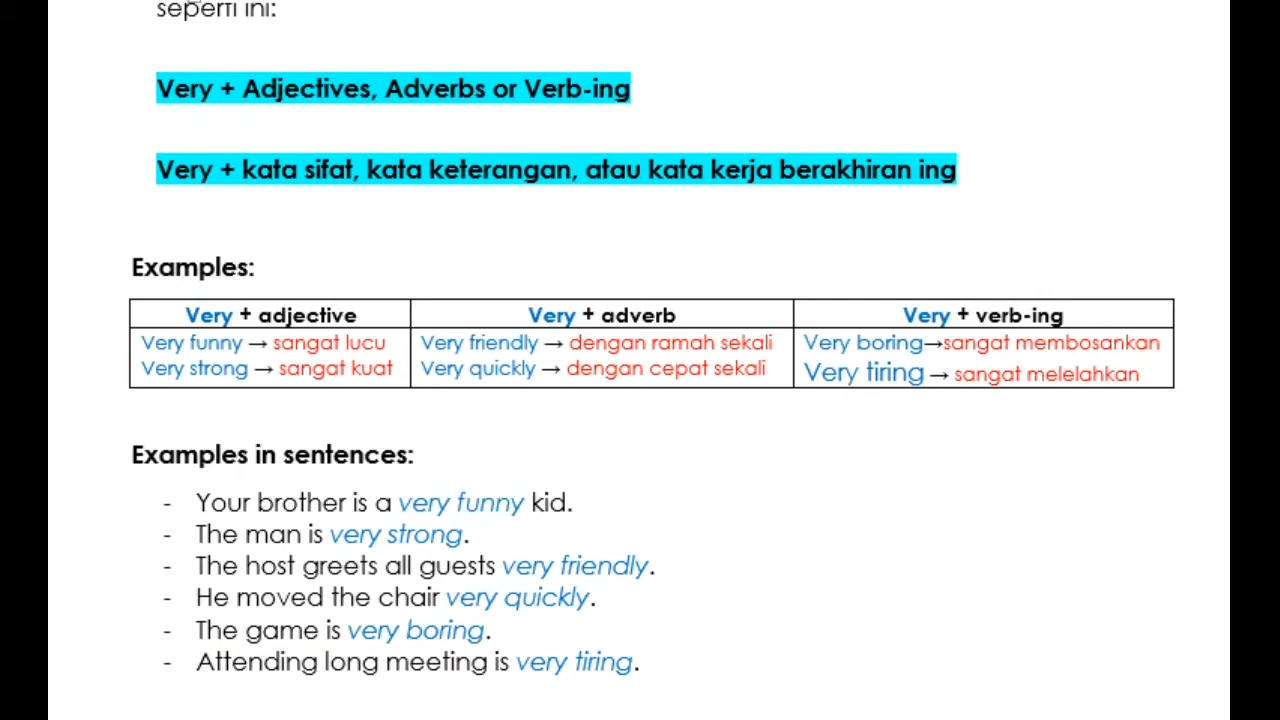 seperti ini:
Very + Adjectives, Adverbs or Verb-ing
Very + kata sifat, kata keterangan, atau kata kerja berakhiran ing
Examples:
Very + adjective
Very funny → sangat lucu
Very strong → sangat kuat
Very + adverb
Very friendly → dengan ramah sekali
Very quickly → dengan cepat sekali
Very + verb-ing
Very boring→sangat membosankan
Very tiring → sangat melelahkan
Examples in sentences:
- Your brother is a very funny kid.
- The man is very strong.
- The host greets all guests very friendly.
- He moved the chair very quickly.
- The game is very boring.
- Attending long meeting is very tiring.